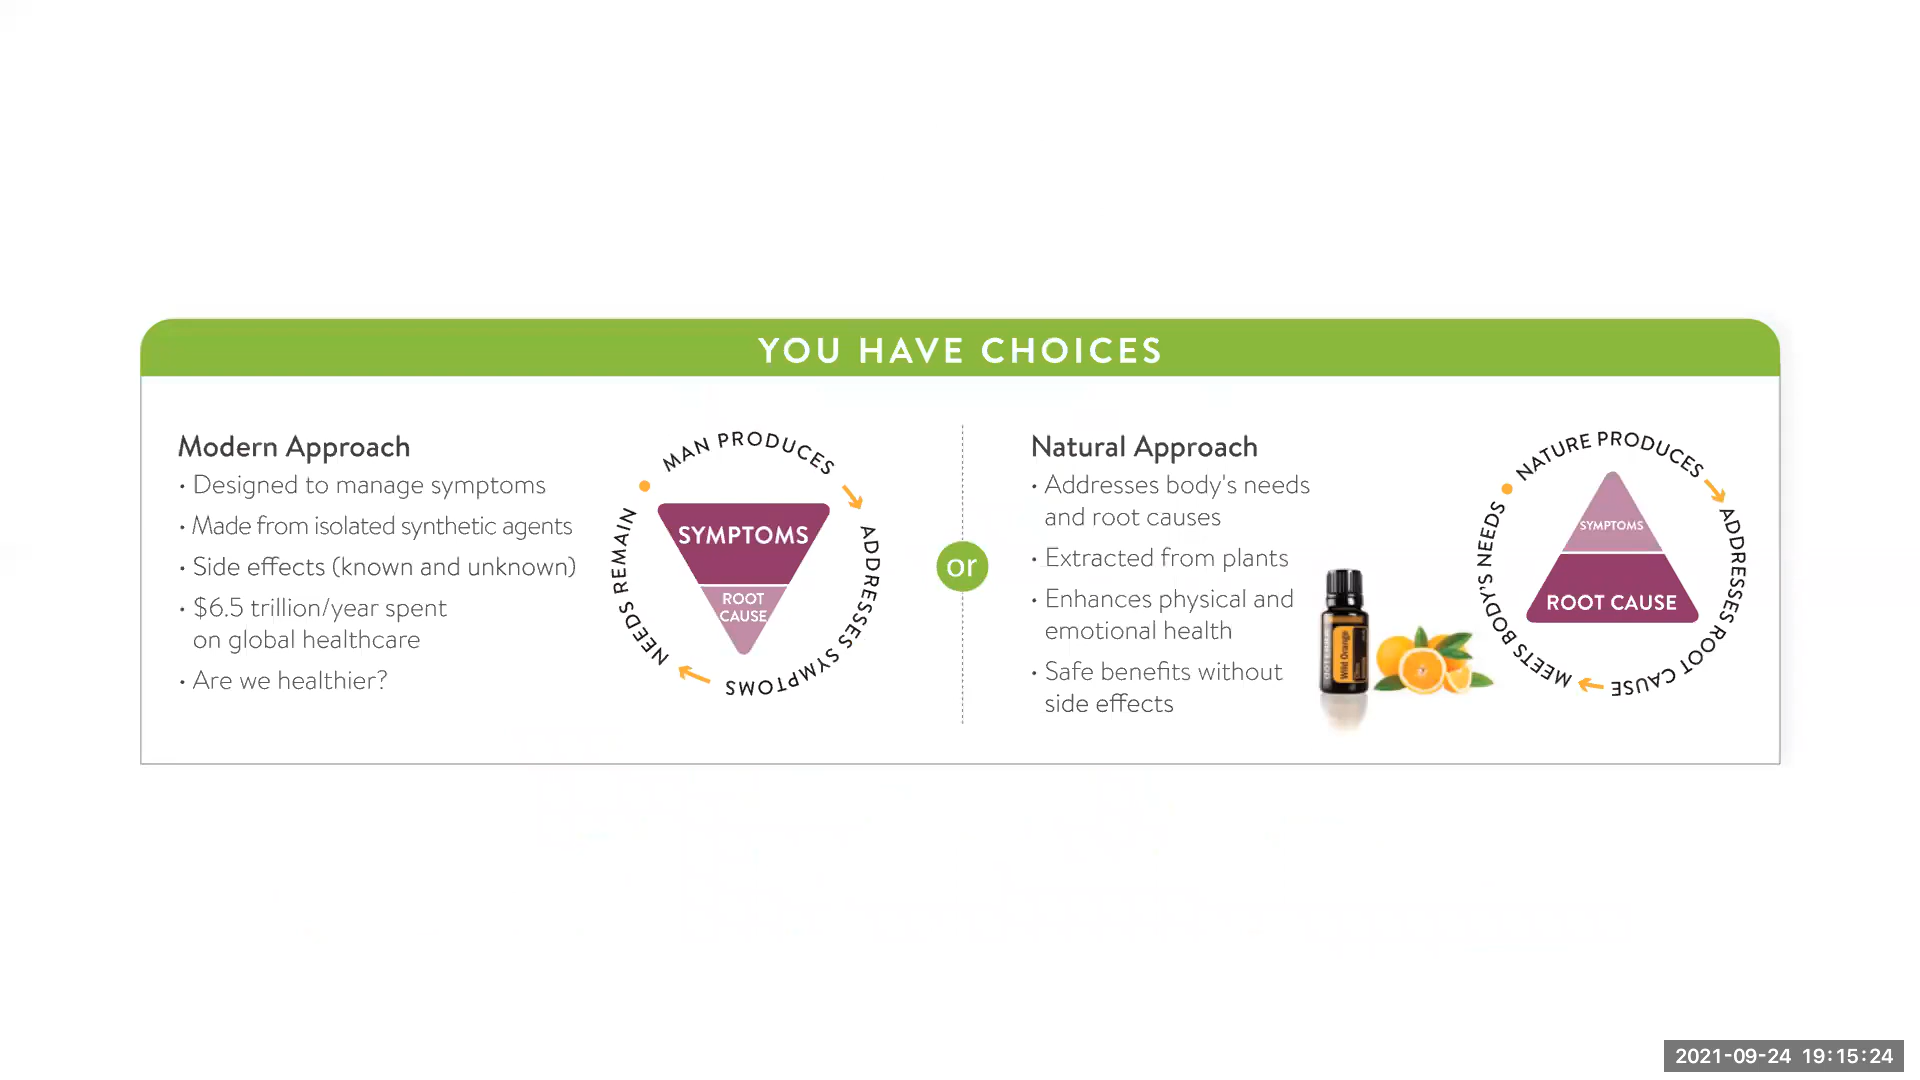 YOU HAVE CHOICES
Modern Approach
· Designed to manage symptoms
· Made from isolated synthetic agents
· Side effects (known and unknown)
· $6.5 trillion/year spent
on global healthcare
· Are we healthier?
MAN PRODUCES
ADDRESSES SYMPTOMS
NEEDS REMAIN
SYMPTOMS
ROOT
CAUSE
or
Natural Approach
· Addresses body's needs
and root causes
· Extracted from plants
· Enhances physical and
emotional health
· Safe benefits without
side effects
dōTERRA
Wild Orange
NATURE PRODUCES
ADDRESSES ROOT CAUSE
MEETS BODY'S NEEDS
SYMPTOMS
ROOT CAUSE
2021-09-24 19:15:24